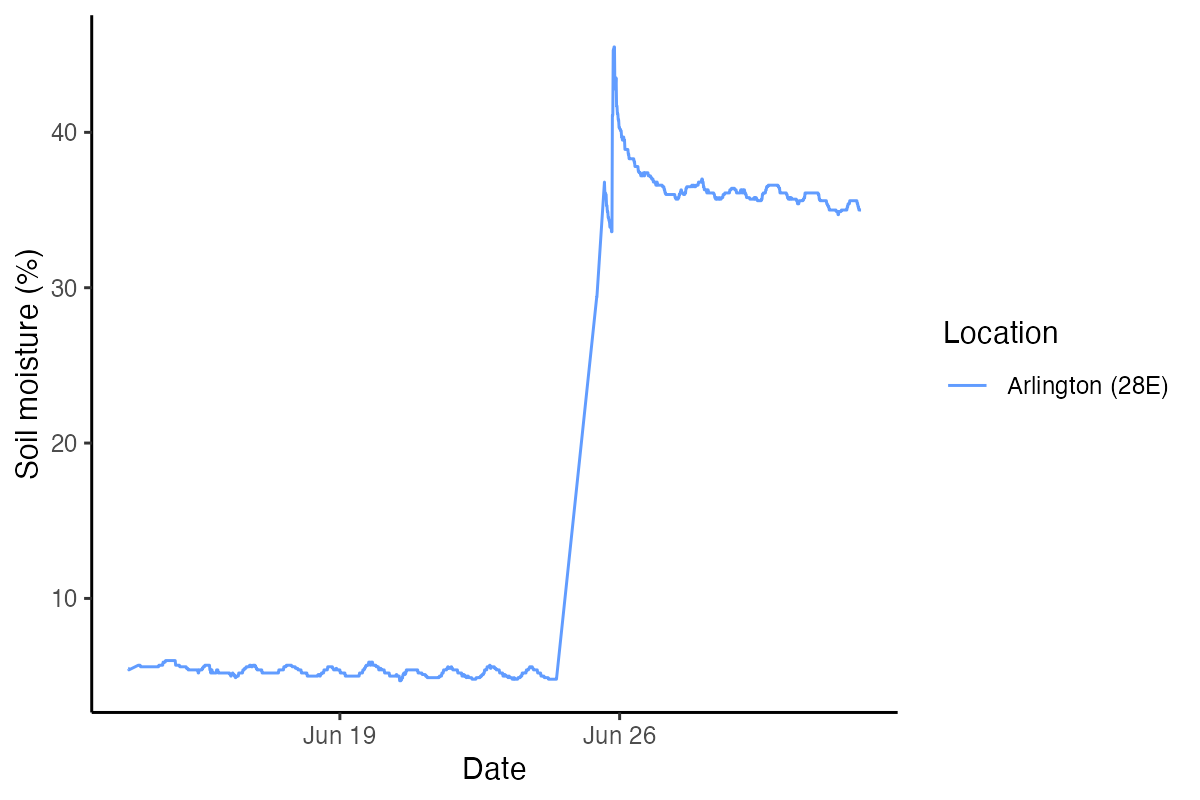 Soil moisture (%)
40
30
20
10
Jun 19
Jun 26
Date
Location
Arlington (28E)